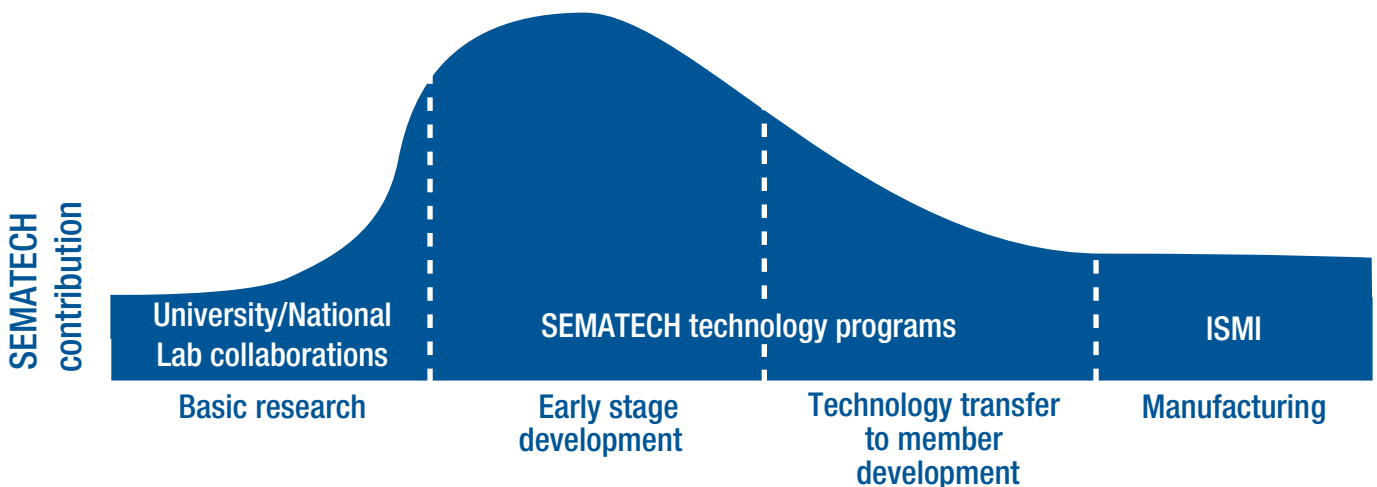 SEMATECH
contribution
University/National
Lab collaborations
SEMATECH technology programs
ISMI
Basic research
Early stage
development
Technology transfer
to member
development
Manufacturing